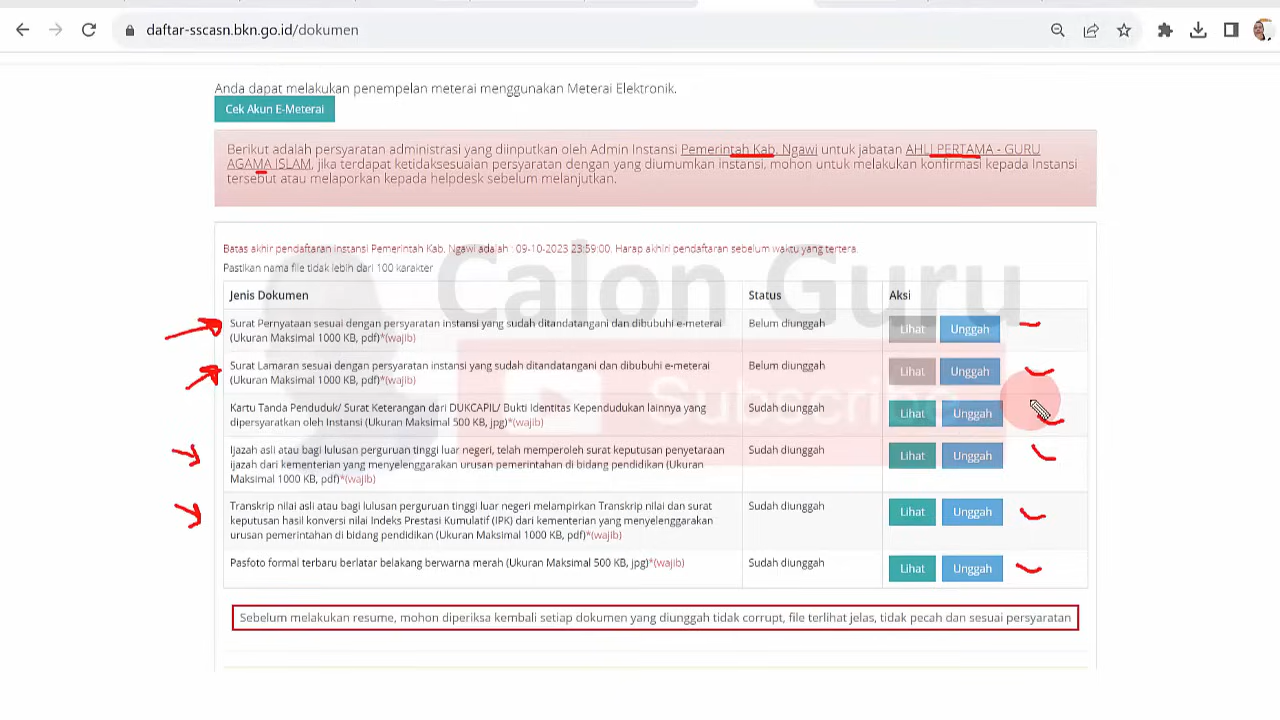 daftar-sscasn.bkn.go.id/dokumen
Anda dapat melakukan penempelan meterai menggunakan Meterai Elektronik.
Cek Akun E-Meterai
Berikut adalah persyaratan administrasi yang diinputkan oleh Admin Instansi Pemerintah Kab. Ngawi untuk jabatan AHLI PERTAMA - GURU
AGAMA ISLAM, jika terdapat ketidaksesuaian persyaratan dengan yang diumumkan instansi, mohon untuk melakukan konfirmasi kepada Instansi
tersebut atau melaporkan kepada helpdesk sebelum melanjutkan.
Batas akhir pendaftaran instansi Pemerintah Kab. Ngawi adalah : 09-10-2023 23:59:00. Harap akhiri pendaftaran sebelum waktu yang tertera.
Pastikan nama file tidak lebih dari 100 karakter
Calon Guru
Jenis Dokumen Status Aksi
Surat Pernyataan sesuai dengan persyaratan instansi yang sudah ditandatangani dan dibubuhi e-meterai
(Ukuran Maksimal 1000 KB, pdf)*(wajib)
Belum diunggah
Lihat Unggah
Surat Lamaran sesuai dengan persyaratan instansi yang sudah ditandatangani dan dibubuhi e-meterai
(Ukuran Maksimal 1000 KB, pdf)*(wajib)
Belum diunggah
Lihat Unggah
Subscribe
Kartu Tanda Penduduk/ Surat Keterangan dari DUKCAPIL/ Bukti Identitas Kependudukan lainnya yang
dipersyaratkan oleh Instansi (Ukuran Maksimal 500 KB, jpg)*(wajib)
Sudah diunggah
Lihat Unggah
Ijazah asli atau bagi lulusan perguruan tinggi luar negeri, telah memperoleh surat keputusan penyetaraan
ijazah dari kementerian yang menyelenggarakan urusan pemerintahan di bidang pendidikan (Ukuran
Maksimal 1000 KB, pdf)*(wajib)
Sudah diunggah
Lihat Unggah
Transkrip nilai asli atau bagi lulusan perguruan tinggi luar negeri melampirkan Transkrip nilai dan surat
keputusan hasil konversi nilai Indeks Prestasi Kumulatif (IPK) dari kementerian yang menyelenggarakan
urusan pemerintahan di bidang pendidikan (Ukuran Maksimal 1000 KB, pdf)*(wajib)
Sudah diunggah
Lihat Unggah
Pasfoto formal terbaru berlatar belakang berwarna merah (Ukuran Maksimal 500 KB, jpg)*(wajib)
Sudah diunggah
Lihat Unggah
Sebelum melakukan resume, mohon diperiksa kembali setiap dokumen yang diunggah tidak corrupt, file terlihat jelas, tidak pecah dan sesuai persyaratan